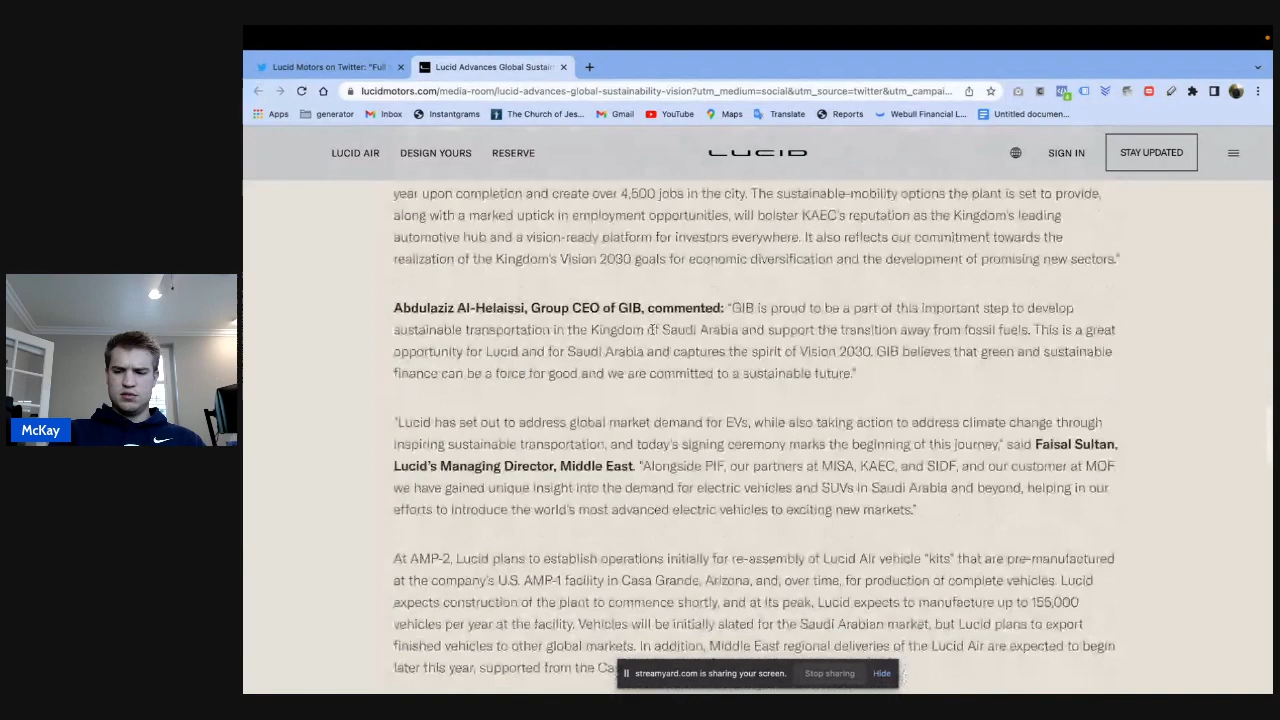 Lucid Motors on Twitter: "Full
Lucid Advances Global Sustain
lucidmotors.com/media-room/lucid-advances-global-sustainability-vision?utm_medium=social&utm_source=twitter&utm_campai...
Apps generator Inbox Instantgrams The Church of Jes... Gmail YouTube Maps Translate Reports Webull Financial L... Untitled documen...
LUCID AIR DESIGN YOURS RESERVE LUCID SIGN IN STAY UPDATED
year upon completion and create over 4,500 jobs in the city. The sustainable-mobility options the plant is set to provide,
along with a marked uptick in employment opportunities, will bolster KAEC's reputation as the Kingdom's leading
automotive hub and a vision-ready platform for investors everywhere. It also reflects our commitment towards the
realization of the Kingdom's Vision 2030 goals for economic diversification and the development of promising new sectors."
Abdulaziz Al-Helaissi, Group CEO of GIB, commented: "GIB is proud to be a part of this important step to develop
sustainable transportation in the Kingdom of Saudi Arabia and support the transition away from fossil fuels. This is a great
opportunity for Lucid and for Saudi Arabia and captures the spirit of Vision 2030. GIB believes that green and sustainable
finance can be a force for good and we are committed to a sustainable future."
"Lucid has set out to address global market demand for EVs, while also taking action to address climate change through
inspiring sustainable transportation, and today's signing ceremony marks the beginning of this journey," said Faisal Sultan,
Lucid's Managing Director, Middle East. "Alongside PIF, our partners at MISA, KAEC, and SIDF, and our customer at MOF
we have gained unique insight into the demand for electric vehicles and SUVs in Saudi Arabia and beyond, helping in our
efforts to introduce the world's most advanced electric vehicles to exciting new markets."
At AMP-2, Lucid plans to establish operations initially for re-assembly of Lucid Air vehicle "kits" that are pre-manufactured
at the company's U.S. AMP-1 facility in Casa Grande, Arizona, and, over time, for production of complete vehicles. Lucid
expects construction of the plant to commence shortly, and at its peak, Lucid expects to manufacture up to 155,000
vehicles per year at the facility. Vehicles will be initially slated for the Saudi Arabian market, but Lucid plans to export
finished vehicles to other global markets. In addition, Middle East regional deliveries of the Lucid Air are expected to begin
later this year, supported from the Ca
streamyard.com is sharing your screen. Stop sharing Hide
McKay